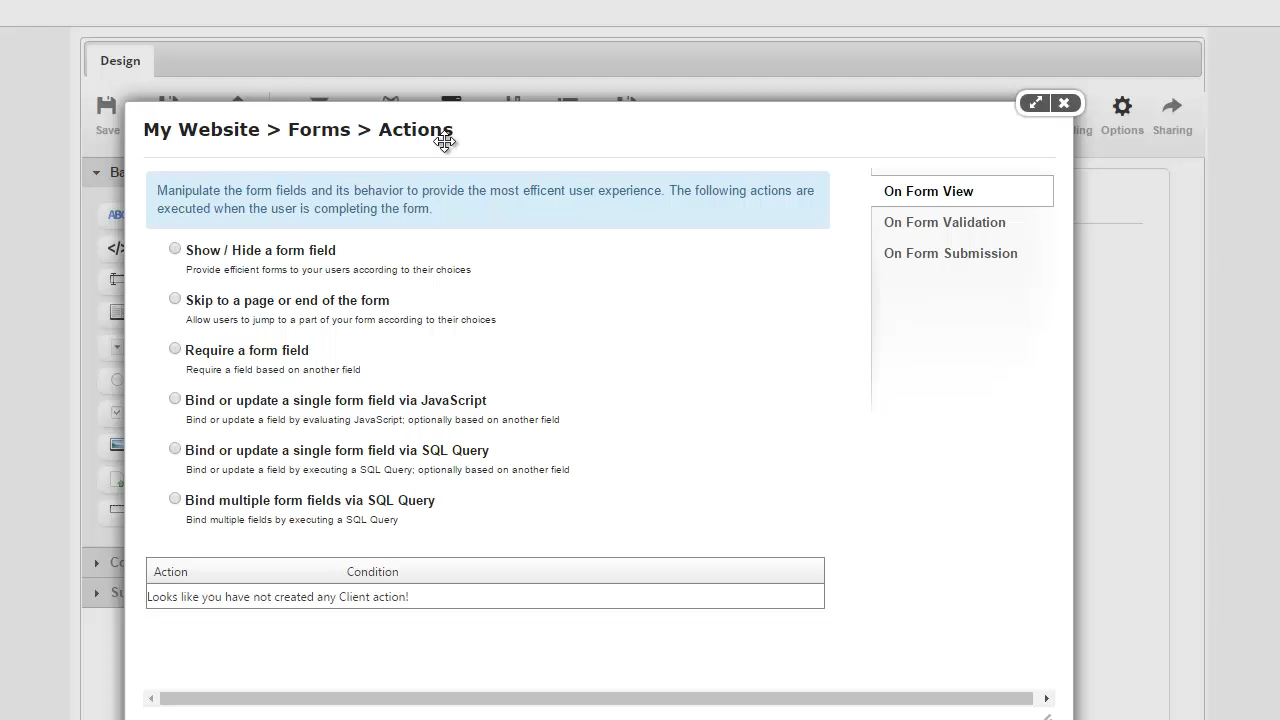 Design
Save
Options
Sharing
My Website > Forms > Actions
Manipulate the form fields and its behavior to provide the most efficent user experience. The following actions are
executed when the user is completing the form.
On Form View
On Form Validation
On Form Submission
Show / Hide a form field
Provide efficient forms to your users according to their choices
Skip to a page or end of the form
Allow users to jump to a part of your form according to their choices
Require a form field
Require a field based on another field
Bind or update a single form field via JavaScript
Bind or update a field by evaluating JavaScript; optionally based on another field
Bind or update a single form field via SQL Query
Bind or update a field by executing a SQL Query; optionally based on another field
Bind multiple form fields via SQL Query
Bind multiple fields by executing a SQL Query
Action Condition
Looks like you have not created any Client action!